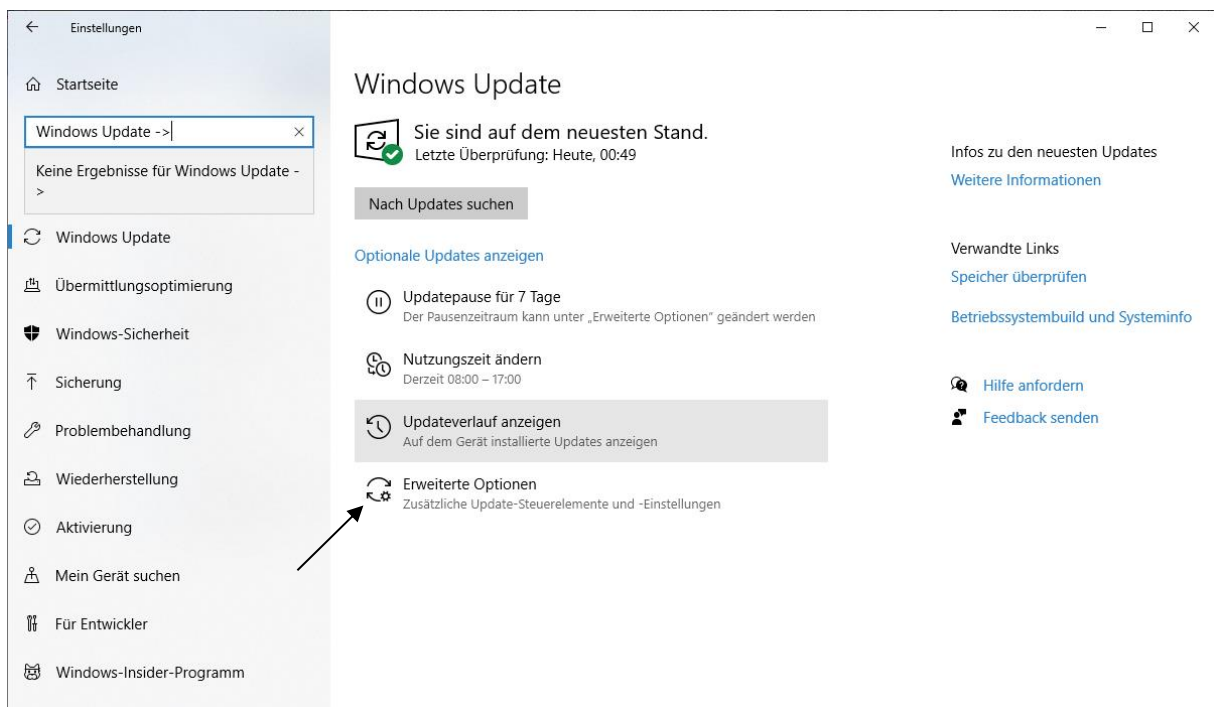 Einstellungen
Startseite
Windows Update ->
Keine Ergebnisse für Windows Update -
>
Windows Update
Übermittlungsoptimierung
Windows-Sicherheit
Sicherung
Problembehandlung
Wiederherstellung
Aktivierung
Mein Gerät suchen
Für Entwickler
Windows-Insider-Programm
Windows Update
Sie sind auf dem neuesten Stand.
Letzte Überprüfung: Heute, 00:49
Nach Updates suchen
Optionale Updates anzeigen
Updatepause für 7 Tage
Der Pausenzeitraum kann unter „Erweiterte Optionen" geändert werden
Nutzungszeit ändern
Derzeit 08:00 – 17:00
Updateverlauf anzeigen
Auf dem Gerät installierte Updates anzeigen
Erweiterte Optionen
Zusätzliche Update-Steuerelemente und -Einstellungen
Infos zu den neuesten Updates
Weitere Informationen
Verwandte Links
Speicher überprüfen
Betriebssystembuild und Systeminfo
Hilfe anfordern
Feedback senden